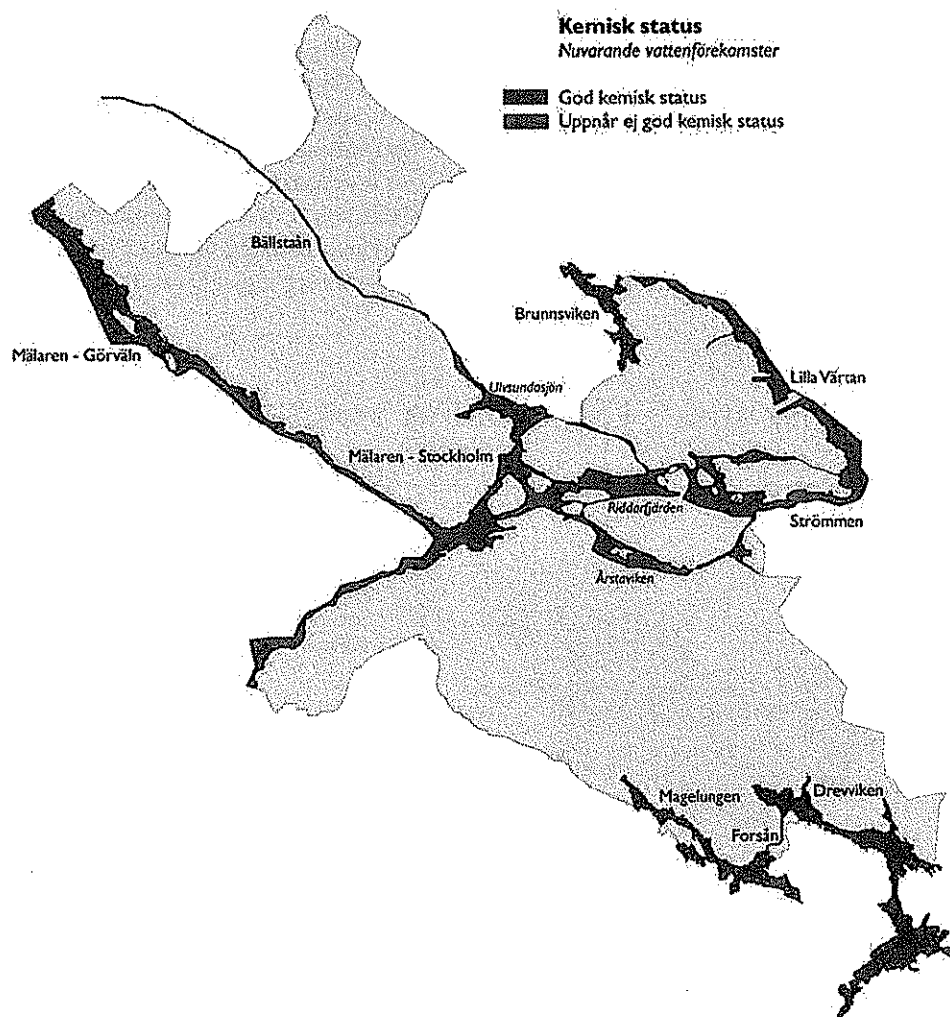 Kemisk status
Nuvarande vattenförekomster
God kemisk status
Uppnår ej god kemisk status
Bällstaån
Brunnsviken
Mälaren - Görväln
Lilla Värtan
Ulvsundasjön
Mälaren - Stockholm
Riddarfjärden
Strömmen
Årstaviken
Magelungen
Drevviken
Forsån